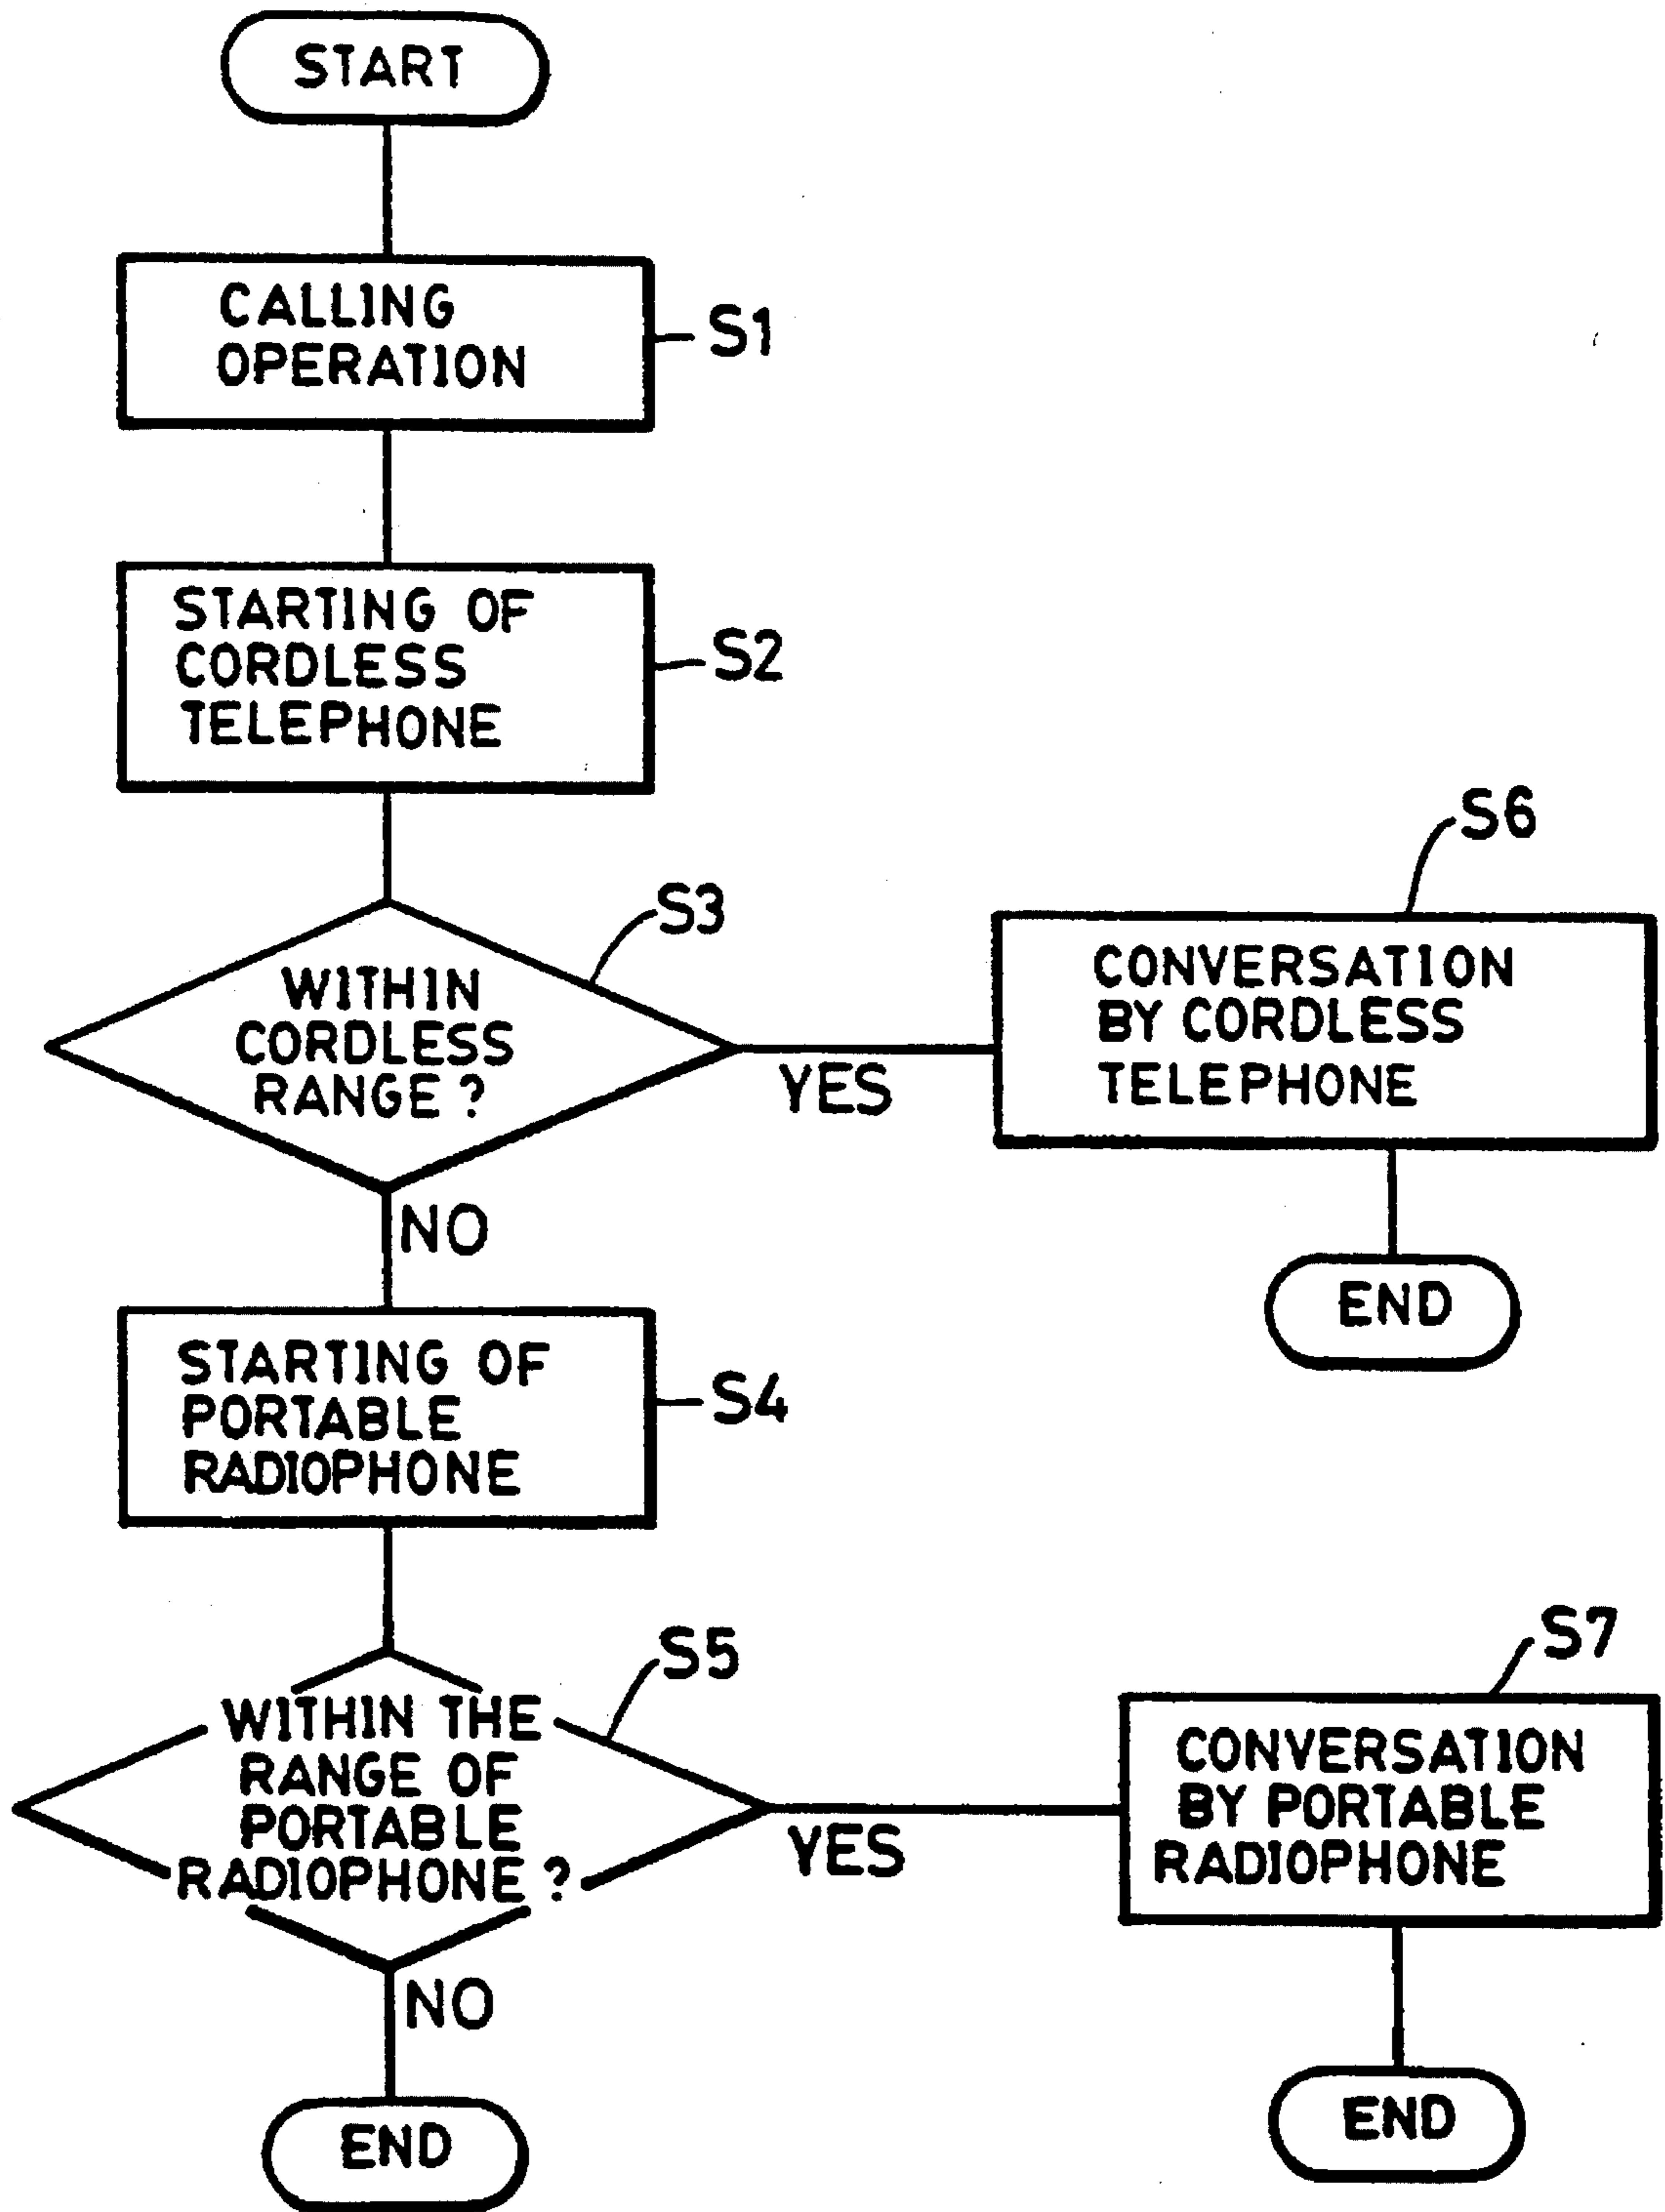 START
CALLING
OPERATION
S1
STARTING OF
CORDLESS
TELEPHONE
S2
WITHIN
CORDLESS
RANGE?
S3
YES
NO
S6
CONVERSATION
BY CORDLESS
TELEPHONE
END
STARTING OF
PORTABLE
RADIOPHONE
S4
WITHIN THE
RANGE OF
PORTABLE
RADIOPHONE?
S5
YES
NO
S7
CONVERSATION
BY PORTABLE
RADIOPHONE
END
END